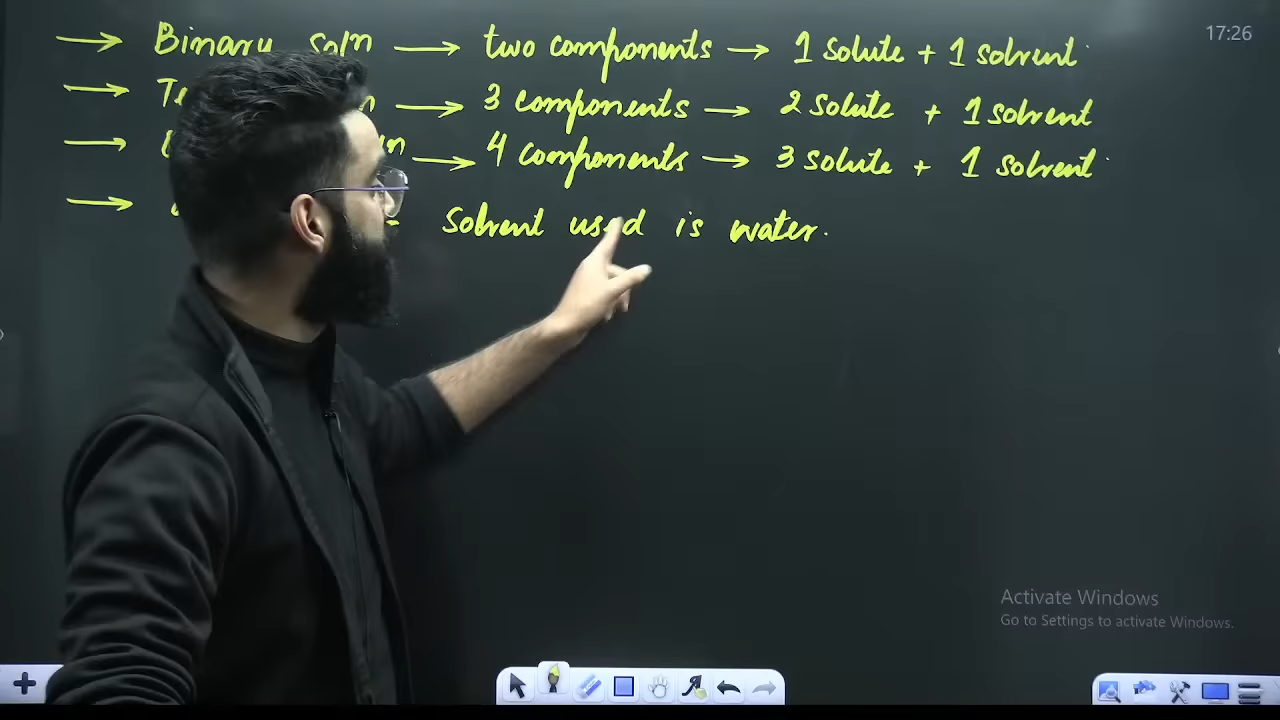 17:26
→ Binary soln → two components → 1 solute + 1 solvent
→ → 3 components → 2 solute + 1 solvent
→ → 4 components → 3 solute + 1 solvent
→ Solvent used is water.
Activate Windows
Go to Settings to activate Windows.